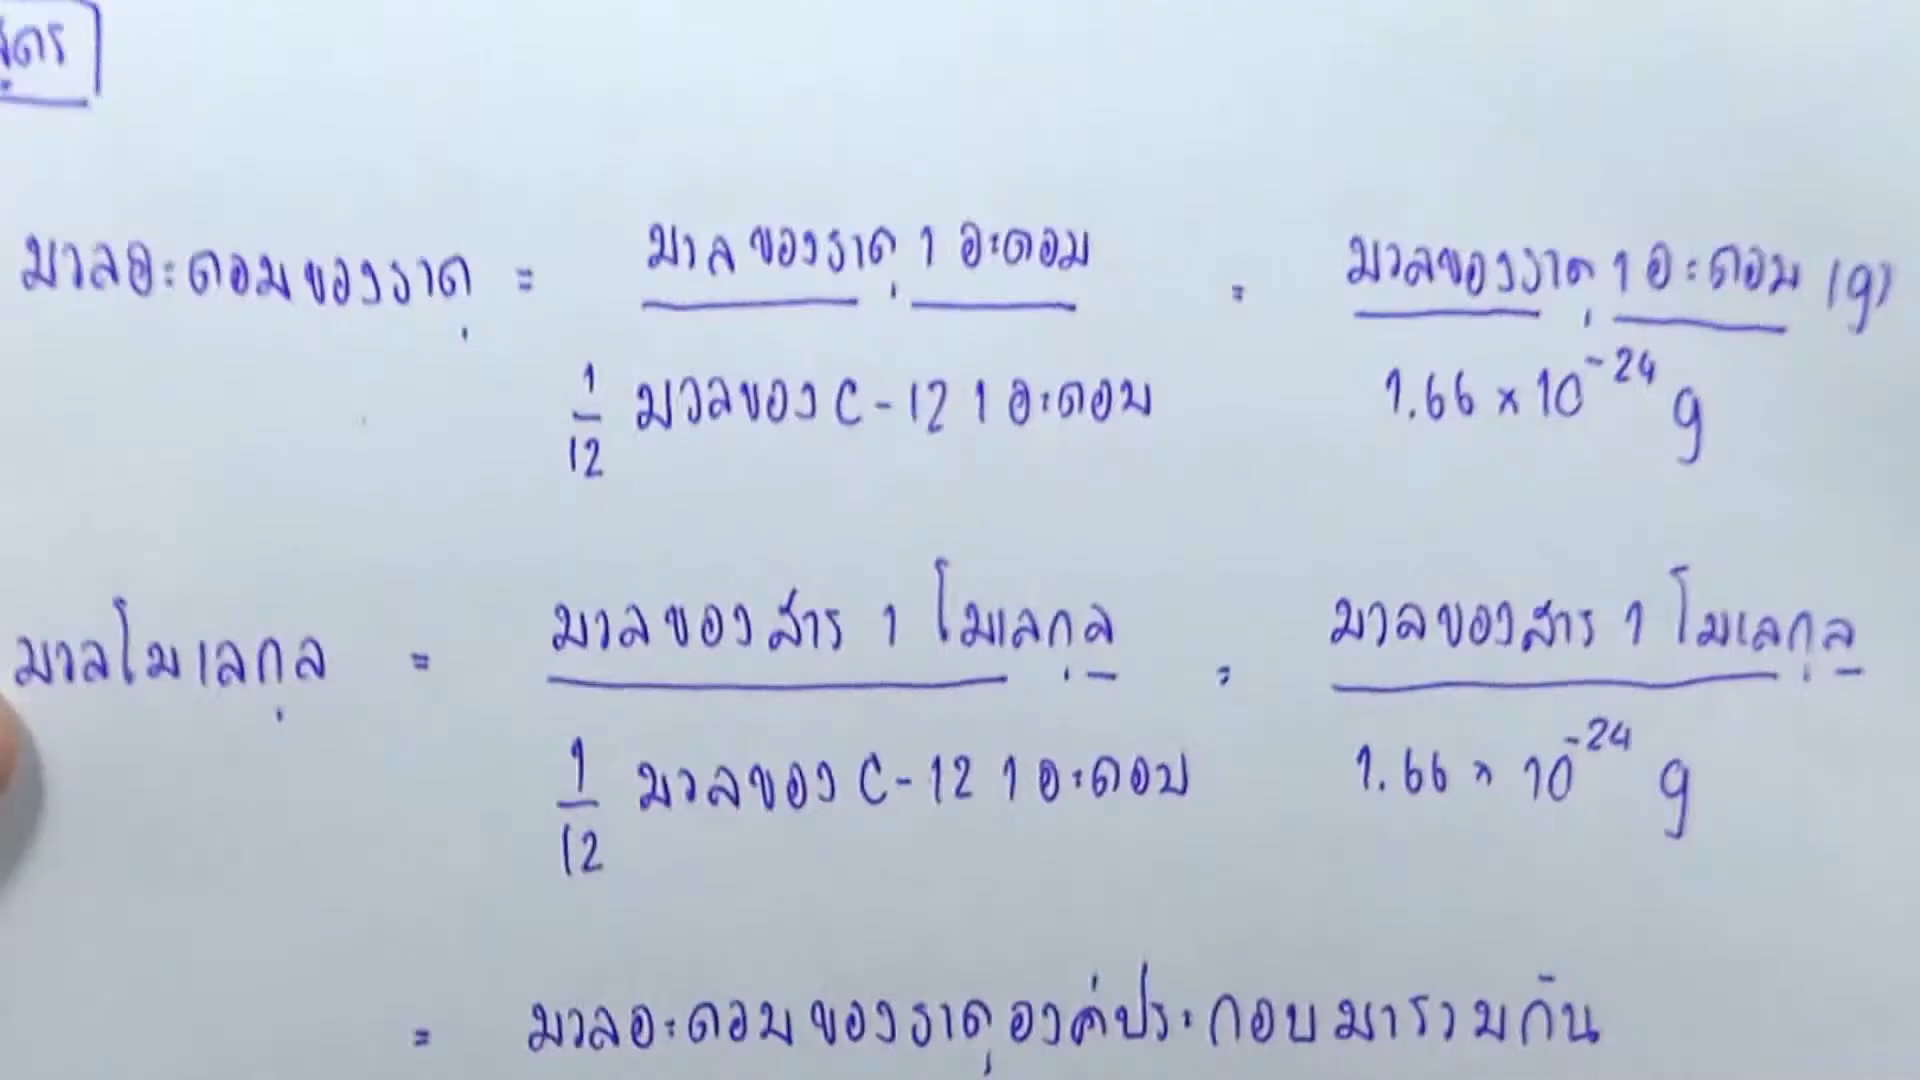 สูตร
มวลอะตอมของธาตุ = มวลของธาตุ 1 อะตอม = มวลของธาตุ 1 อะตอม (g)
1/12 มวลของ C-12 1 อะตอม 1.66 × 10⁻²⁴ g
มวลโมเลกุล = มวลของสาร 1 โมเลกุล = มวลของสาร 1 โมเลกุล
1/12 มวลของ C-12 1 อะตอม 1.66 × 10⁻²⁴ g
= มวลอะตอมของธาตุองค์ประกอบมารวมกัน